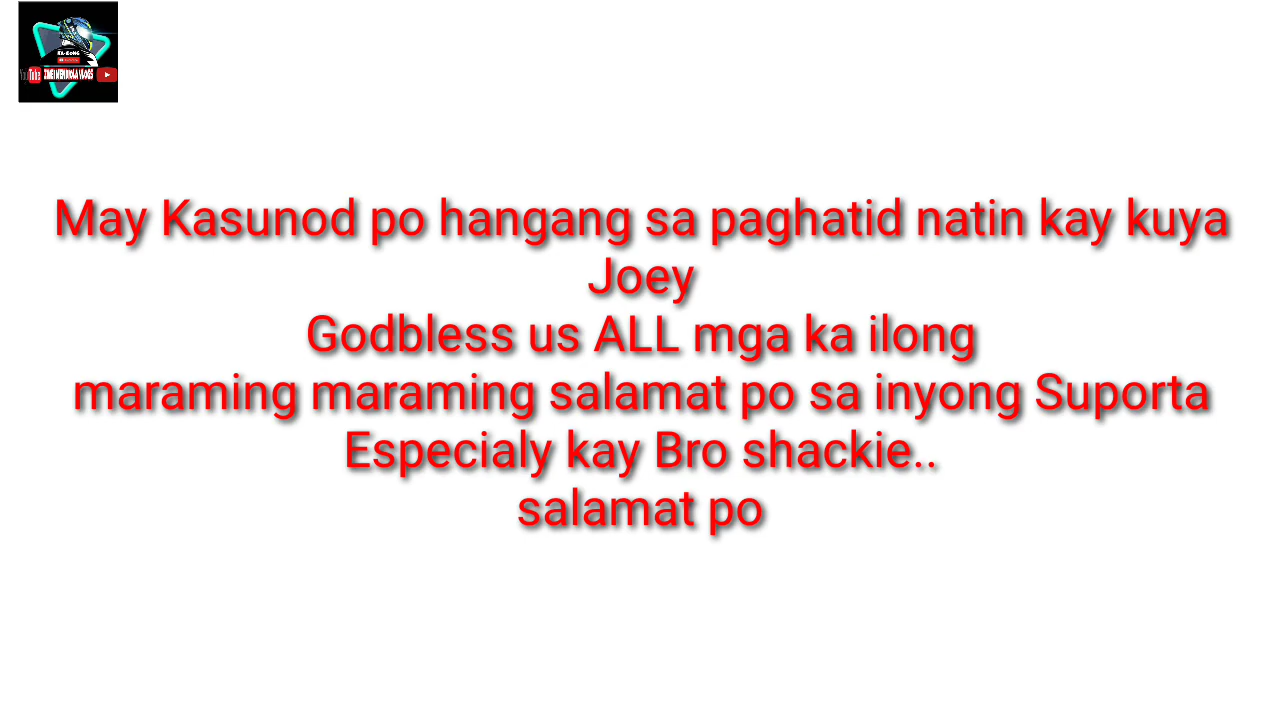 May Kasunod po hangang sa paghatid natin kay kuya
Joey
Godbless us ALL mga ka ilong
maraming maraming salamat po sa inyong Suporta
Especialy kay Bro shackie..
salamat po